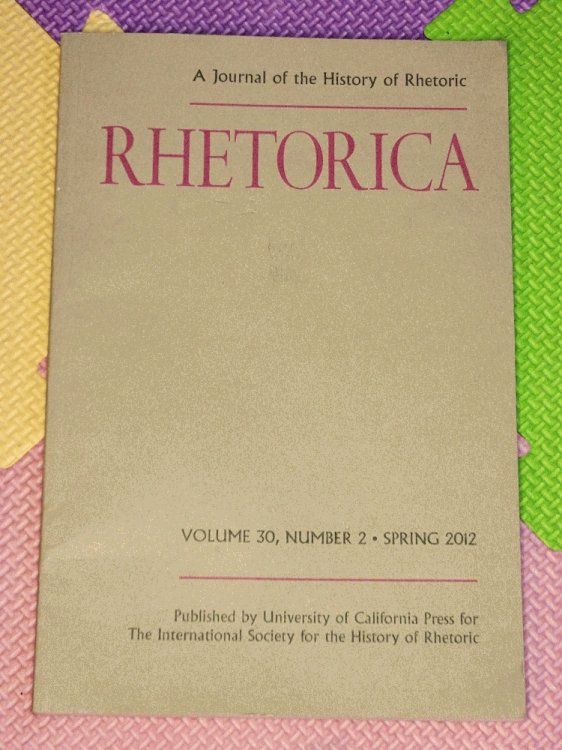 A Journal of the History of Rhetoric
RHETORICA
VOLUME 30, NUMBER 2 • SPRING 2012
Published by University of California Press for
The International Society for the History of Rhetoric